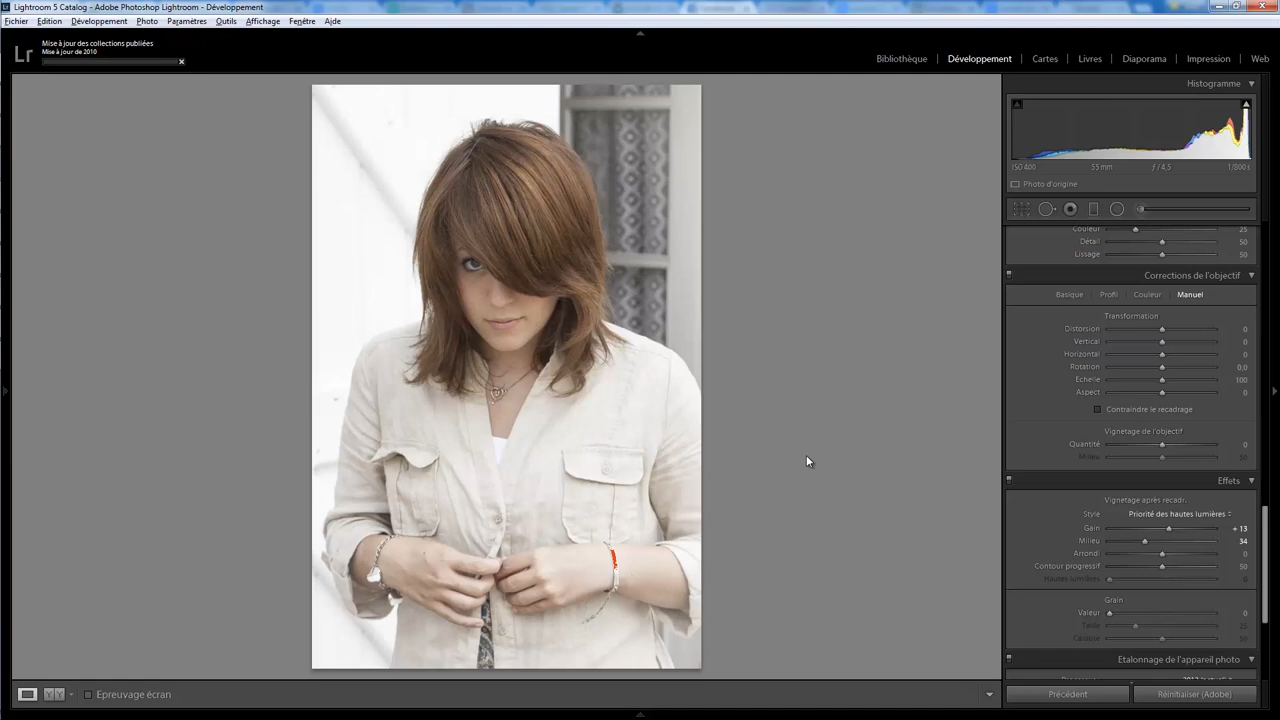 Lightroom 5 Catalog - Adobe Photoshop Lightroom - Développement
Fichier Edition Développement Photo Paramètres Outils Affichage Fenêtre Aide
Lr
Mise à jour des collections publiées
Mise à jour de 2010
Bibliothèque Développement Cartes Livres Diaporama Impression Web
Histogramme
ISO 400 55 mm ƒ / 4,5 1/800 s
Photo d'origine
Couleur 25
Détail 50
Lissage 50
Corrections de l'objectif
Basique Profil Couleur Manuel
Transformation
Distorsion 0
Vertical 0
Horizontal 0
Rotation 0,0
Echelle 100
Aspect 0
Contraindre le recadrage
Vignetage de l'objectif
Quantité 0
Milieu 50
Effets
Vignetage après recadr.
Style Priorité des hautes lumières
Gain + 13
Milieu 34
Arrondi 0
Contour progressif 50
Hautes lumières 0
Grain
Valeur 0
Taille 25
Cassure 50
Etalonnage de l'appareil photo
Epreuvage écran
Précédent Réinitialiser (Adobe)